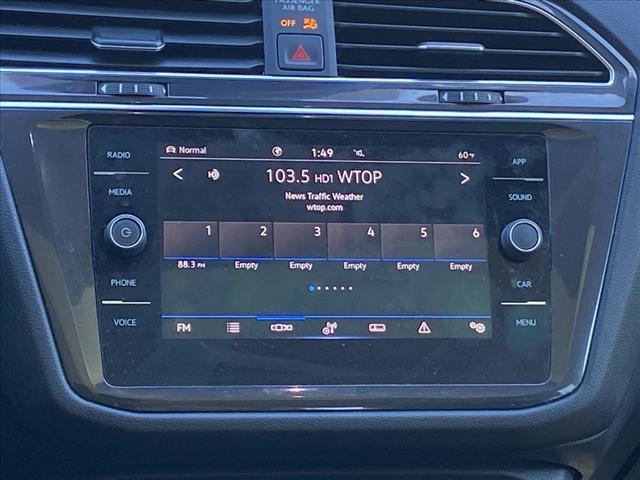 PASSENGER
AIR BAG
OFF
RADIO
MEDIA
PHONE
VOICE
Normal
1:49
60°F
103.5 HD1 WTOP
News Traffic Weather
wtop.com
1 2 3 4 5 6
88.3 FM Empty Empty Empty Empty Empty
FM
APP
SOUND
CAR
MENU